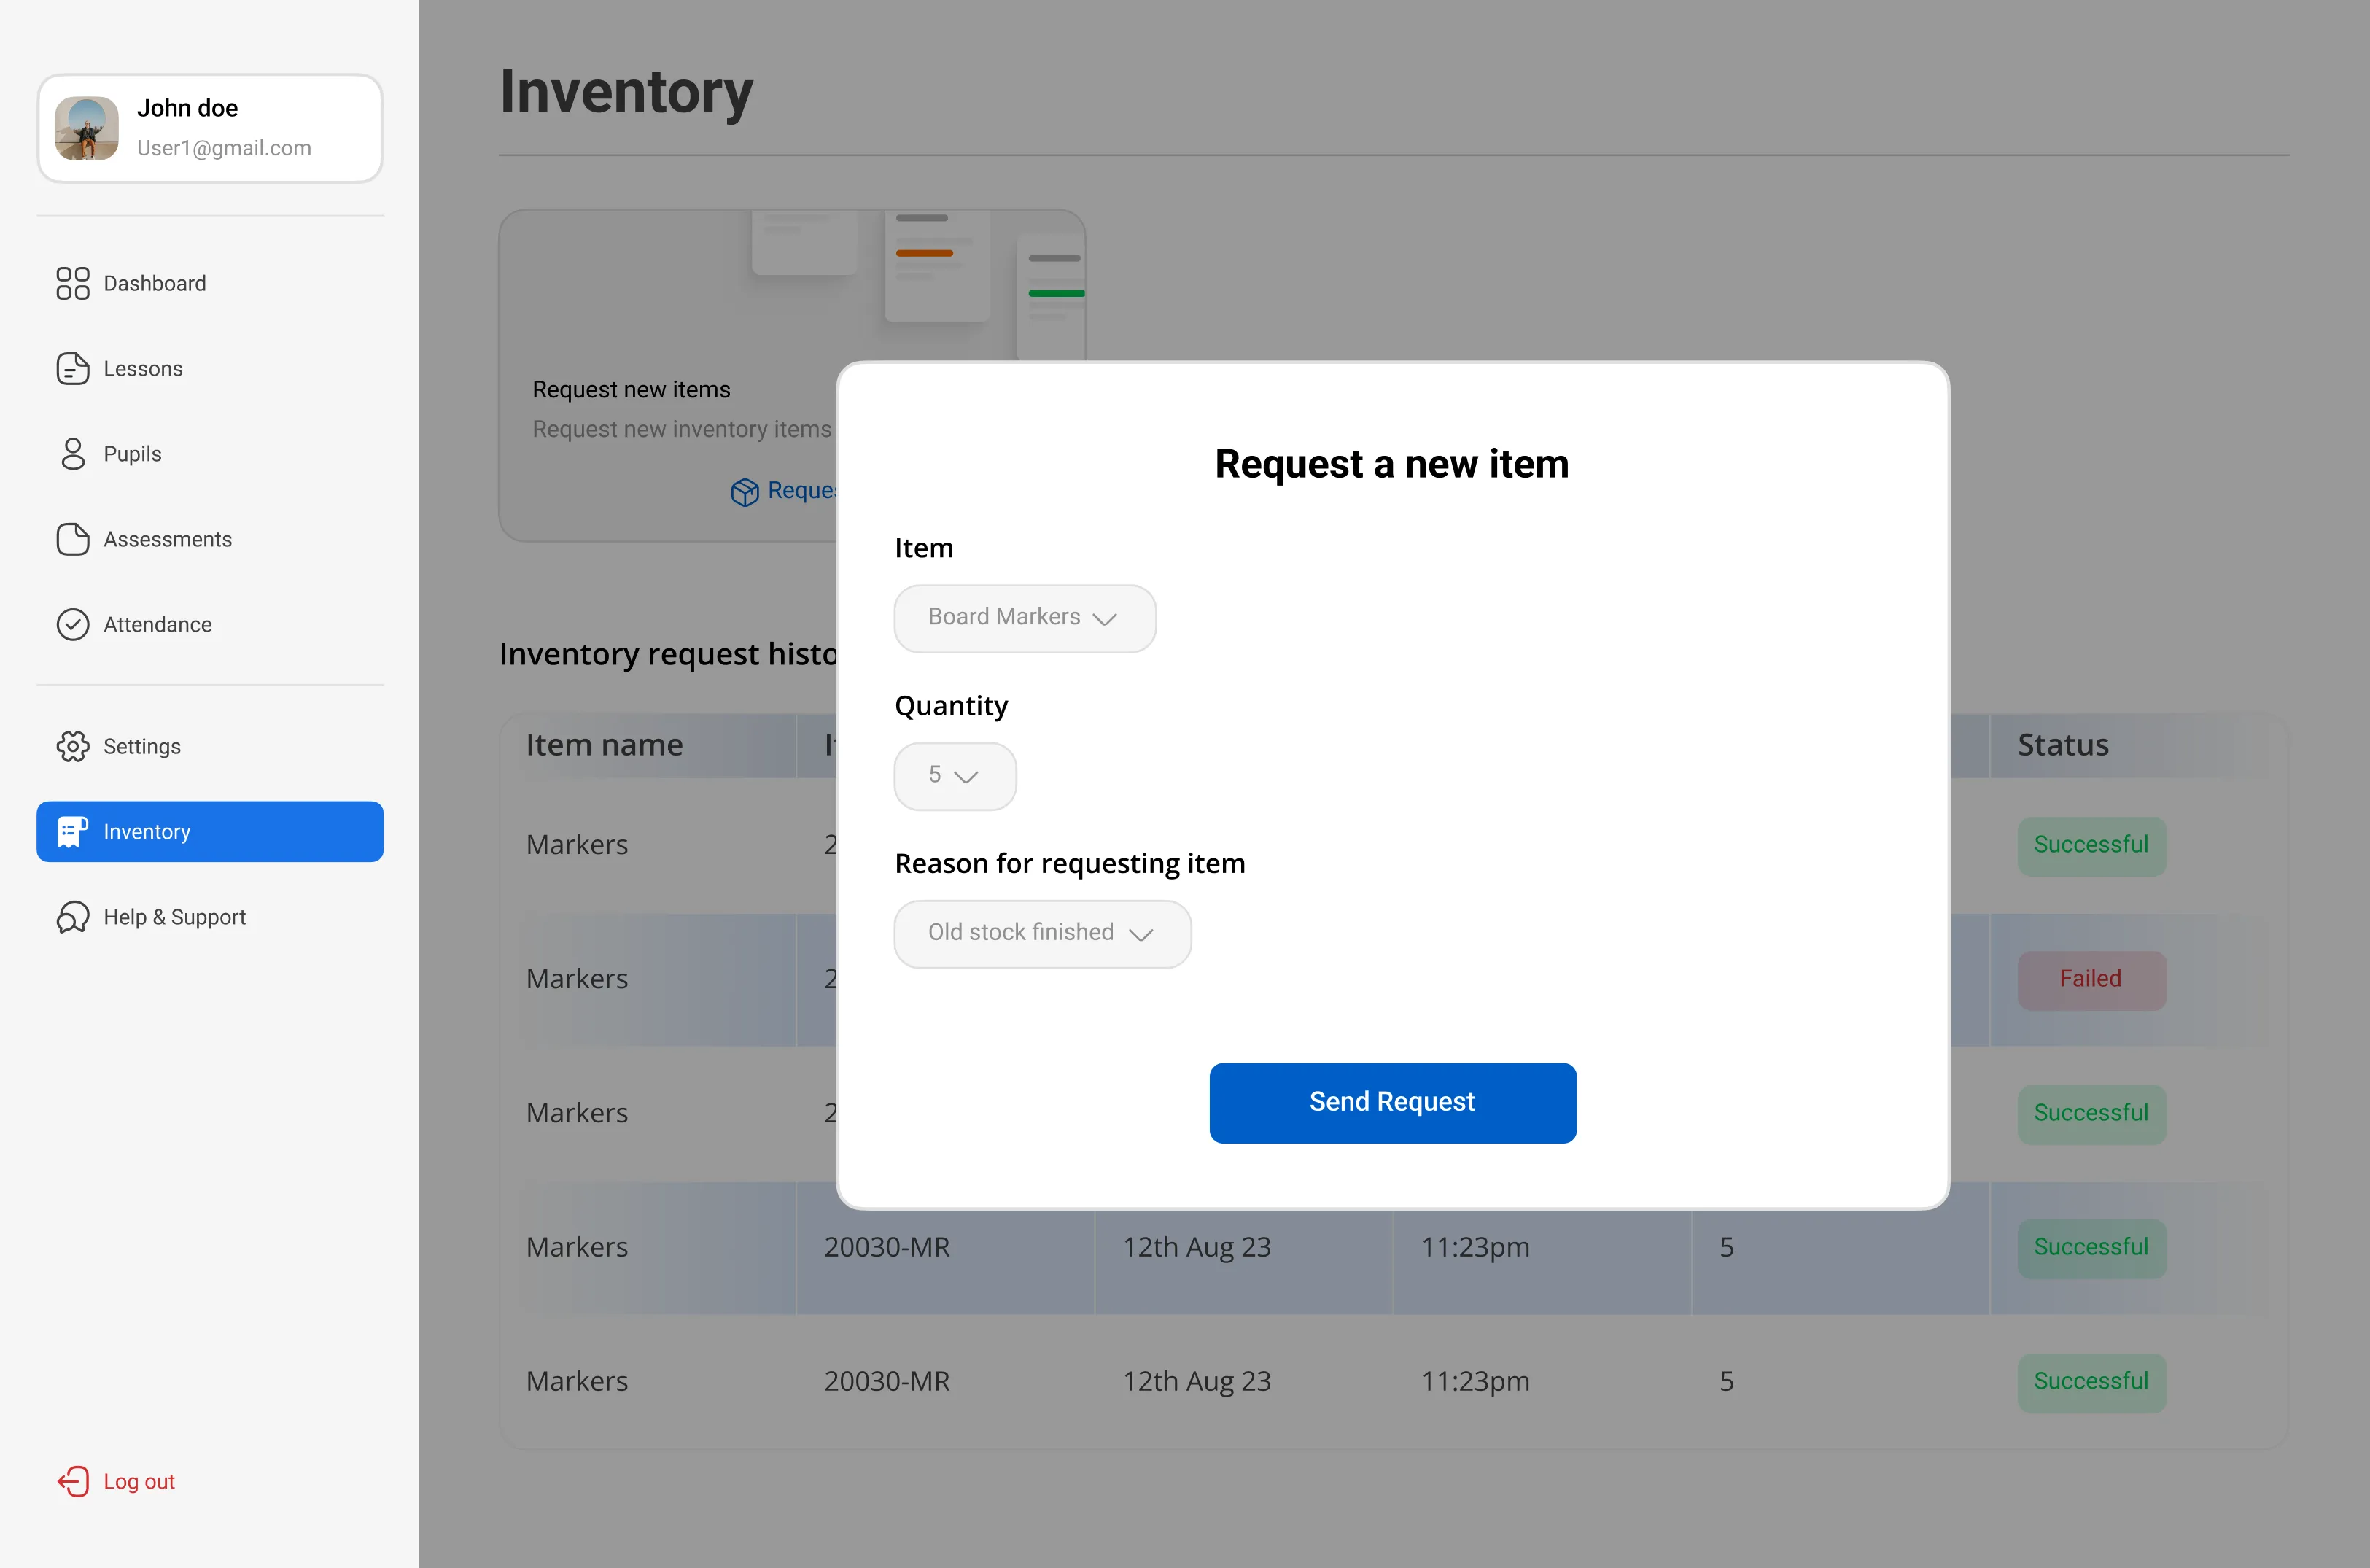 John doe
User1@gmail.com
Dashboard
Lessons
Pupils
Assessments
Attendance
Settings
Inventory
Help & Support
Log out
Inventory
Request new items
Request new inventory items
Request a new item
Item
Board Markers
Quantity
5
Reason for requesting item
Old stock finished
Send Request
Inventory request
Item name
Status
Markers
Successful
Markers
Failed
Markers
Successful
Markers 20030-MR 12th Aug 23 11:23pm 5 Successful
Markers 20030-MR 12th Aug 23 11:23pm 5 Successful